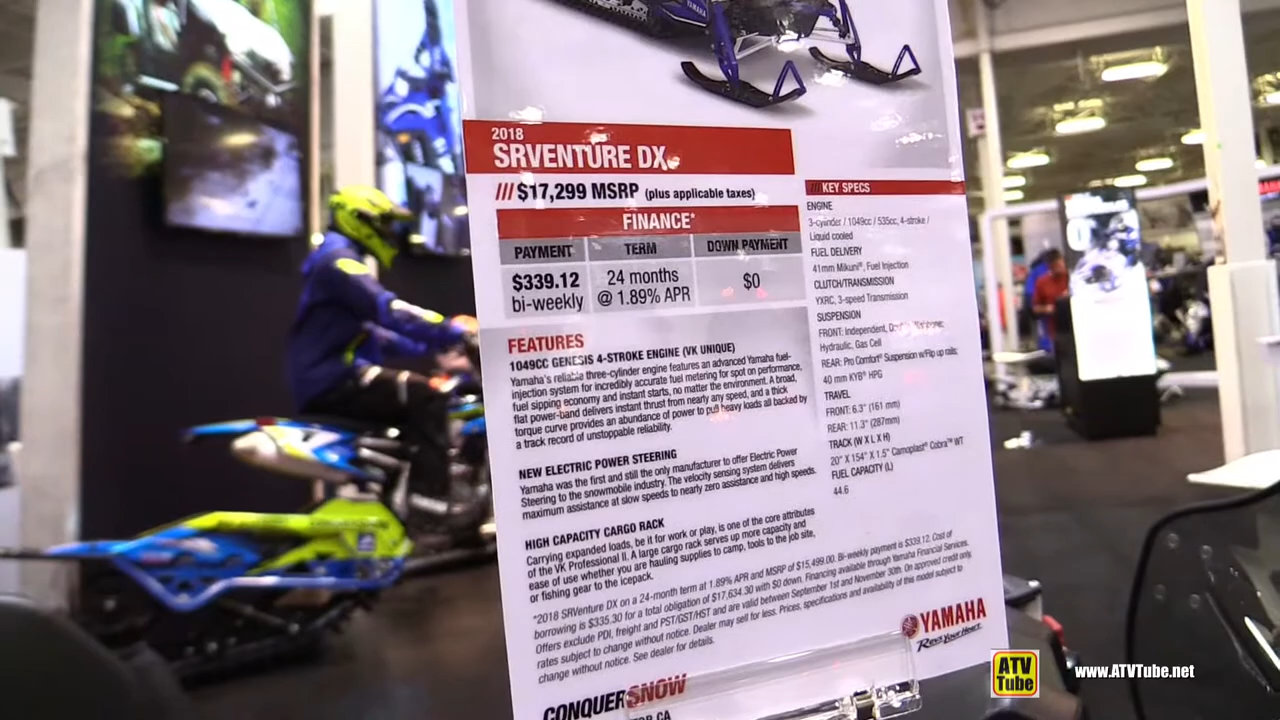 YAMAHA
2018
SRVENTURE DX
$17,299 MSRP (plus applicable taxes)
FINANCE*
PAYMENT TERM DOWN PAYMENT
$339.12 24 months $0
bi-weekly @ 1.89% APR
FEATURES
1049CC GENESIS 4-STROKE ENGINE (VK UNIQUE)
Yamaha's reliable three-cylinder engine features an advanced Yamaha fuel-
injection system for incredibly accurate fuel metering for spot on performance,
fuel sipping economy and instant starts, no matter the environment. A broad,
flat power-band delivers instant thrust from nearly any speed, and a thick
torque curve provides an abundance of power to pull heavy loads all backed by
a track record of unstoppable reliability.
NEW ELECTRIC POWER STEERING
Yamaha was the first and still the only manufacturer to offer Electric Power
Steering to the snowmobile industry. The velocity sensing system delivers
maximum assistance at slow speeds to nearly zero assistance and high speeds.
HIGH CAPACITY CARGO RACK
Carrying expanded loads, be it for work or play, is one of the core attributes
of the VK Professional II. A large cargo rack serves up more capacity and
ease of use whether you are hauling supplies to camp, tools to the job site,
or fishing gear to the icepack.
KEY SPECS
ENGINE
3-cylinder / 1049cc / 535cc, 4-stroke /
Liquid cooled
FUEL DELIVERY
41mm Mikuni®, Fuel Injection
CLUTCH/TRANSMISSION
YXRC, 3-speed Transmission
SUSPENSION
FRONT: Independent,
Hydraulic, Gas Cell
REAR: Pro Comfort® Suspension w/Flip up rails;
40 mm KYB® HPG
TRAVEL
FRONT: 6.3" (161 mm)
REAR: 11.3" (287mm)
TRACK (W X L X H)
20" X 154" X 1.5" Camoplast® Cobra™ WT
FUEL CAPACITY (L)
44.6
*2018 SRVenture DX on a 24-month term at 1.89% APR and MSRP of $15,499.00. Bi-weekly payment is $339.12. Cost of
borrowing is $335.30 for a total obligation of $17,634.30 with $0 down. Financing available through Yamaha Financial Services.
Offers exclude PDI, freight and PST/GST/HST and are valid between September 1st and November 30th. On approved credit only,
rates subject to change without notice. Dealer may sell for less. Prices, specifications and availability of this model subject to
change without notice. See dealer for details.
YAMAHA
Revs Your Heart
CONQUERSNOW
ATV
Tube
www.ATVTube.net